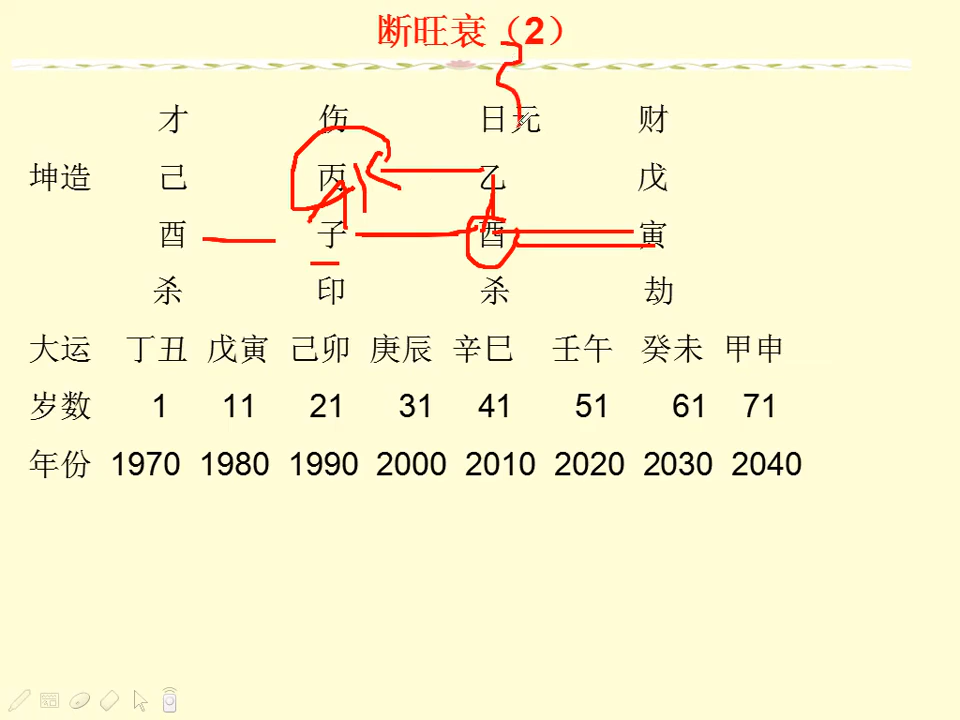 断旺衰（2）
才 伤 日元 财
坤造 己 丙 乙 戊
酉 子 酉 寅
杀 印 杀 劫
大运 丁丑 戊寅 己卯 庚辰 辛巳 壬午 癸未 甲申
岁数 1 11 21 31 41 51 61 71
年份 1970 1980 1990 2000 2010 2020 2030 2040